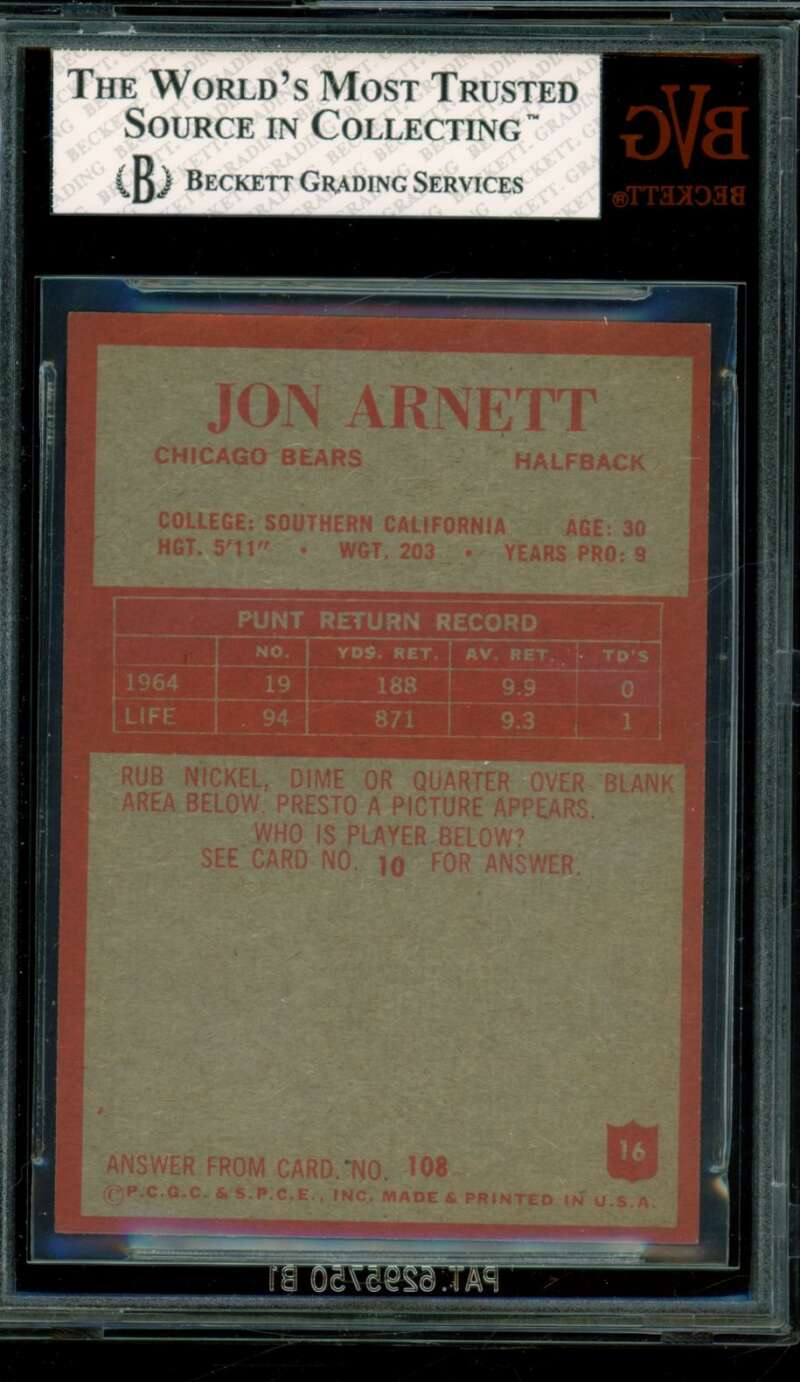 THE WORLD'S MOST TRUSTED
SOURCE IN COLLECTING™
B BECKETT GRADING SERVICES
BVG
BECKETT®
JON ARNETT
CHICAGO BEARS HALFBACK
COLLEGE: SOUTHERN CALIFORNIA AGE: 30
HGT. 5'11" • WGT. 203 • YEARS PRO: 9
PUNT RETURN RECORD
NO. YDS. RET. AV. RET. TD'S
1964 19 188 9.9 0
LIFE 94 871 9.3 1
RUB NICKEL, DIME OR QUARTER OVER BLANK
AREA BELOW. PRESTO A PICTURE APPEARS.
WHO IS PLAYER BELOW?
SEE CARD NO. 10 FOR ANSWER.
16
ANSWER FROM CARD. NO. 108
©P.C.G.C. & S.P.C.E., INC. MADE & PRINTED IN U.S.A.
PAT.6295750 B1